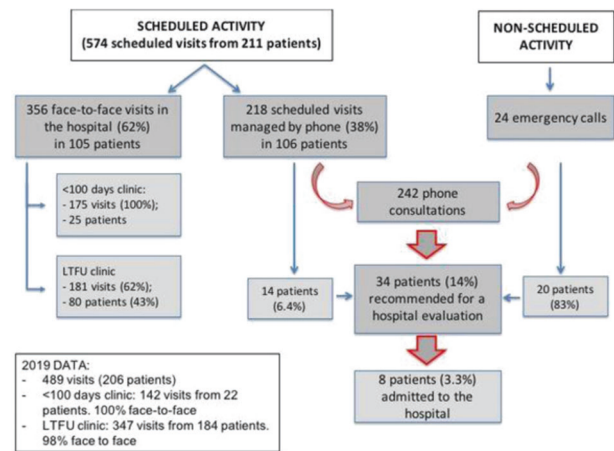 SCHEDULED ACTIVITY
(574 scheduled visits from 211 patients)
NON-SCHEDULED
ACTIVITY
356 face-to-face visits in
the hospital (62%)
in 105 patients
218 scheduled visits
managed by phone (38%)
in 106 patients
24 emergency calls
<100 days clinic:
- 175 visits (100%);
- 25 patients
242 phone
consultations
LTFU clinic
- 181 visits (62%);
- 80 patients (43%)
14 patients
(6.4%)
34 patients (14%)
recommended for a
hospital evaluation
20 patients
(83%)
8 patients (3.3%)
admitted to the
hospital
2019 DATA:
- 489 visits (206 patients)
- <100 days clinic: 142 visits from 22
patients. 100% face-to-face
- LTFU clinic: 347 visits from 184 patients.
98% face to face